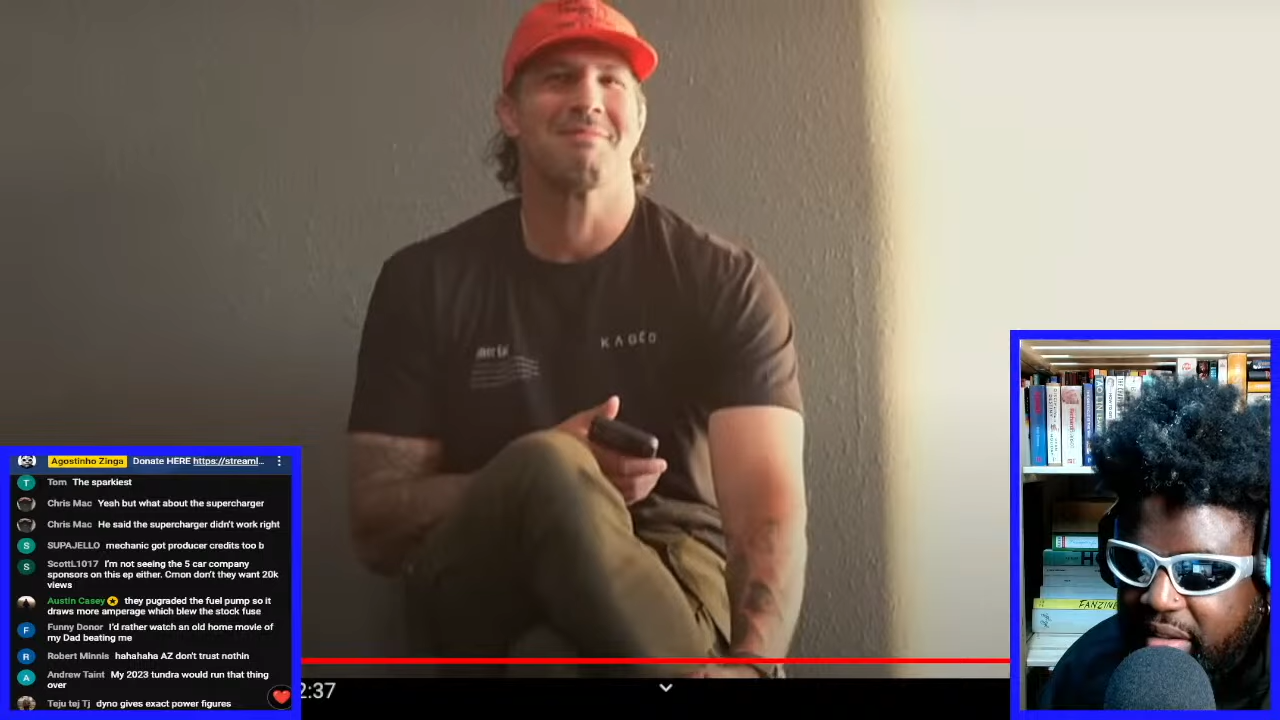 KAGED
Agostinho Zinga Donate HERE https://streaml...
T Tom The sparkiest
Chris Mac Yeah but what about the supercharger
Chris Mac He said the supercharger didn't work right
S SUPAJELLO mechanic got producer credits too b
S ScottL1017 I'm not seeing the 5 car company
sponsors on this ep either. Cmon don't they want 20k
views
Austin Casey they pugraded the fuel pump so it
draws more amperage which blew the stock fuse
F Funny Donor I'd rather watch an old home movie of
my Dad beating me
R Robert Minnis hahahaha AZ don't trust nothin
A Andrew Taint My 2023 tundra would run that thing
over
Teju tej Tj dyno gives exact power figures
2:37
FANZINE